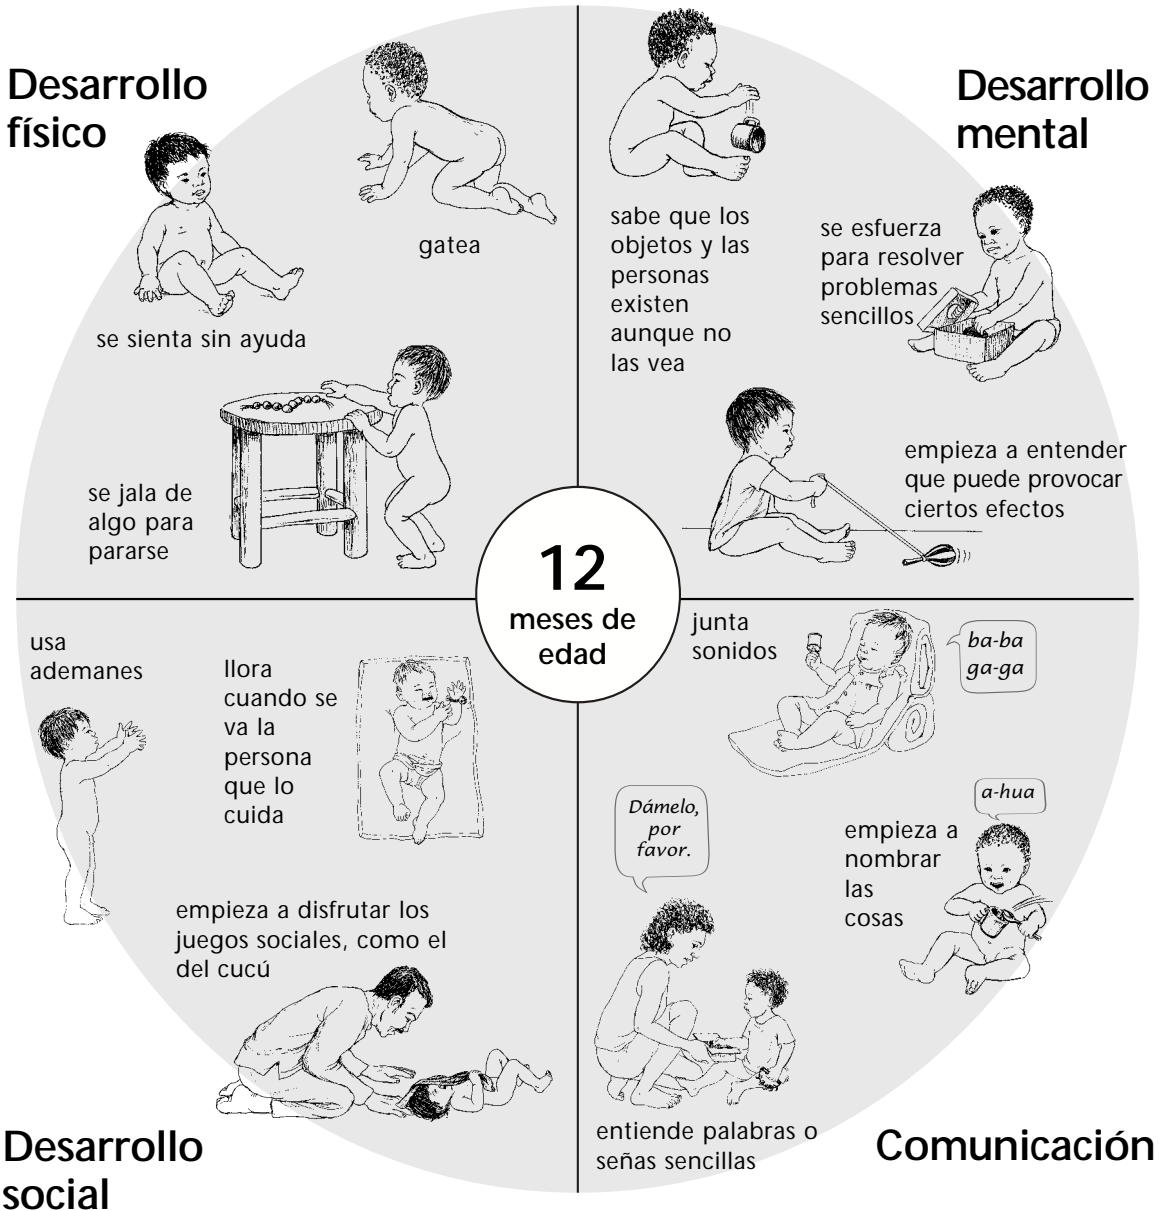 Desarrollo
físico
gatea
se sienta sin ayuda
se jala de
algo para
pararse
Desarrollo
mental
sabe que los
objetos y las
personas
existen
aunque no
las vea
se esfuerza
para resolver
problemas
sencillos
empieza a entender
que puede provocar
ciertos efectos
12
meses de
edad
usa
ademanes
llora
cuando se
va la
persona
que lo
cuida
empieza a disfrutar los
juegos sociales, como el
del cucú
Desarrollo
social
junta
sonidos
ba-ba
ga-ga
Dámelo,
por
favor.
a-hua
empieza a
nombrar
las
cosas
entiende palabras o
señas sencillas
Comunicación